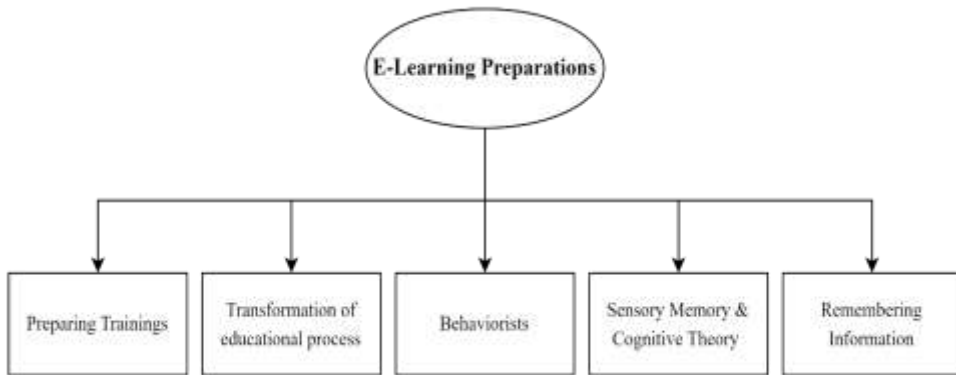 E-Learning Preparations
Preparing Trainings
Transformation of
educational process
Behaviorists
Sensory Memory &
Cognitive Theory
Remembering
Information